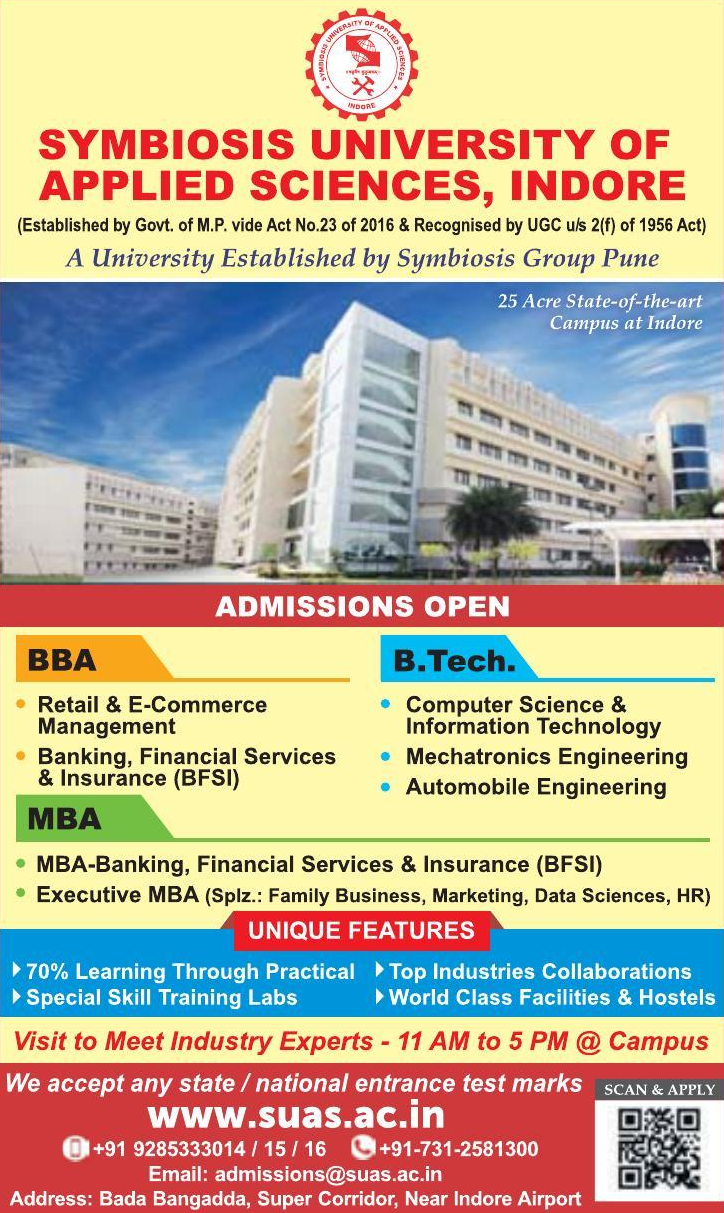 SYMBIOSIS UNIVERSITY OF APPLIED SCIENCES
INDORE
SYMBIOSIS UNIVERSITY OF
APPLIED SCIENCES, INDORE
(Established by Govt. of M.P. vide Act No.23 of 2016 & Recognised by UGC u/s 2(f) of 1956 Act)
A University Established by Symbiosis Group Pune
25 Acre State-of-the-art
Campus at Indore
ADMISSIONS OPEN
BBA
• Retail & E-Commerce
Management
• Banking, Financial Services
& Insurance (BFSI)
B.Tech.
• Computer Science &
Information Technology
• Mechatronics Engineering
• Automobile Engineering
MBA
• MBA-Banking, Financial Services & Insurance (BFSI)
• Executive MBA (Splz.: Family Business, Marketing, Data Sciences, HR)
UNIQUE FEATURES
70% Learning Through Practical
Special Skill Training Labs
Top Industries Collaborations
World Class Facilities & Hostels
Visit to Meet Industry Experts - 11 AM to 5 PM @ Campus
We accept any state / national entrance test marks
www.suas.ac.in
+91 9285333014 / 15 / 16 +91-731-2581300
Email: admissions@suas.ac.in
Address: Bada Bangadda, Super Corridor, Near Indore Airport
SCAN & APPLY